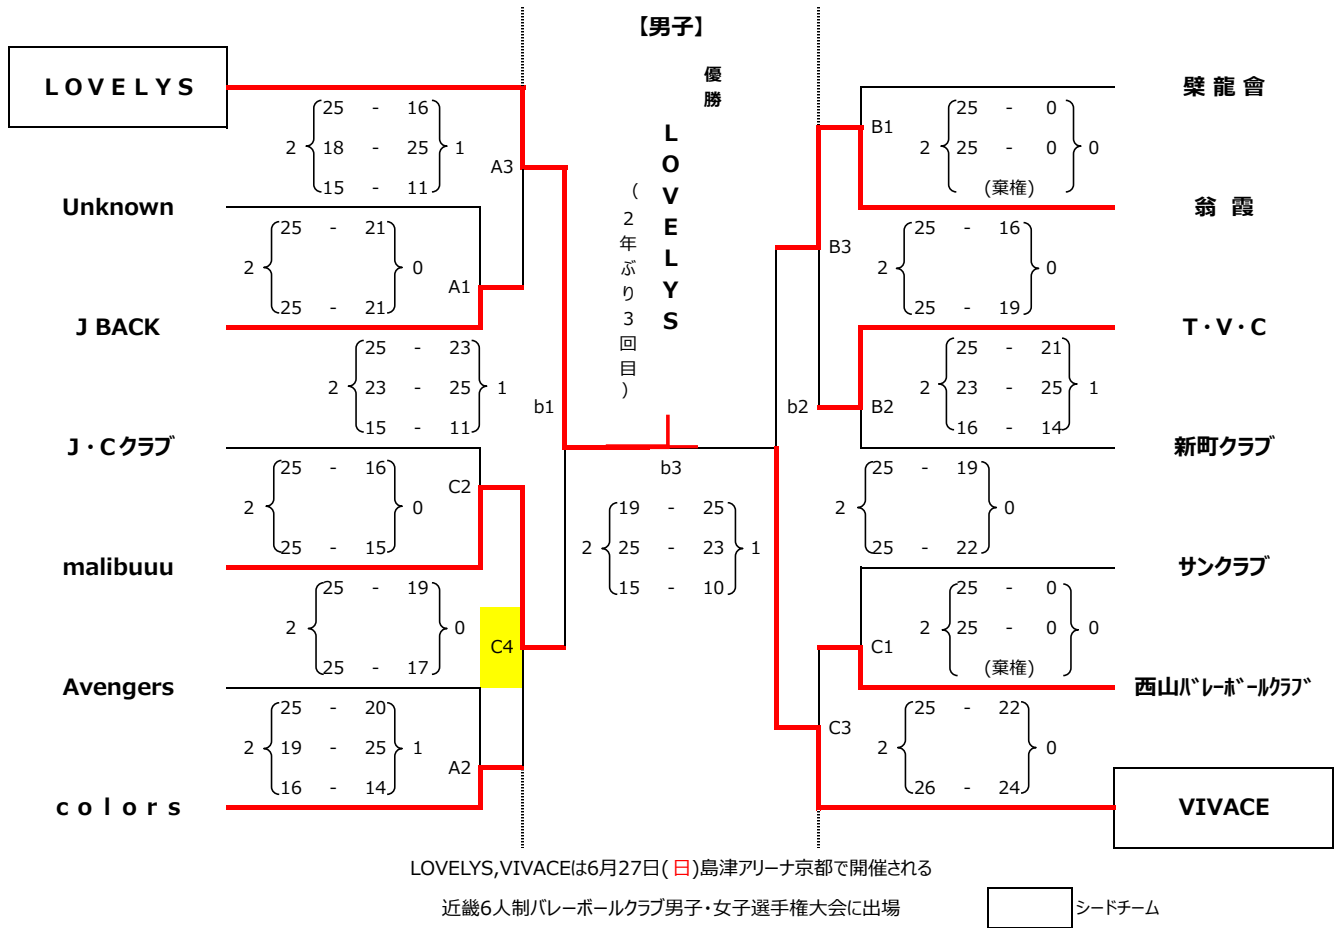 【男子】
優勝
LOVELYS
(2年ぶり3回目)
LOVELYS
25 - 16
2 18 - 25 1
15 - 11
A3
Unknown
25 - 21
2 0
25 - 21
A1
J BACK
25 - 23
2 23 - 25 1
15 - 11
b1
J・Cクラブ
25 - 16
2 0
25 - 15
C2
malibuuu
25 - 19
2 0
25 - 17
C4
Avengers
25 - 20
2 19 - 25 1
16 - 14
A2
colors
b3
19 - 25
2 25 - 23 1
15 - 10
檗龍會
B1
25 - 0
2 25 - 0 0
(棄権)
翁霞
B3
25 - 16
2 0
25 - 19
T・V・C
25 - 21
2 23 - 25 1
16 - 14
b2
B2
新町クラブ
25 - 19
2 0
25 - 22
サンクラブ
25 - 0
2 25 - 0 0
(棄権)
C1
西山バレーボールクラブ
C3
25 - 22
2 0
26 - 24
VIVACE
LOVELYS,VIVACEは6月27日(日)島津アリーナ京都で開催される
近畿6人制バレーボールクラブ男子・女子選手権大会に出場
シードチーム